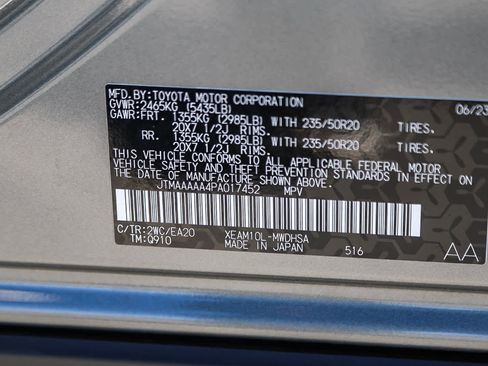 MFD.BY:TOYOTA MOTOR CORPORATION 06/23
GVWR:2465KG (5435LB)
GAWR:FRT. 1355KG (2985LB) WITH 235/50R20 TIRES.
20X7 1/2J RIMS.
RR. 1355KG (2985LB) WITH 235/50R20 TIRES.
20X7 1/2J RIMS.
THIS VEHICLE CONFORMS TO ALL APPLICABLE FEDERAL MOTOR
VEHICLE SAFETY AND THEFT PREVENTION STANDARDS IN EFFECT ON
THE DATE OF MANUFACTURE SHOWN ABOVE.
JTMAAAAA4PA017452 MPV
C/TR:2WC/EA20 XEAM10L-MWDHSA
TM:Q910 MADE IN JAPAN 516 AA